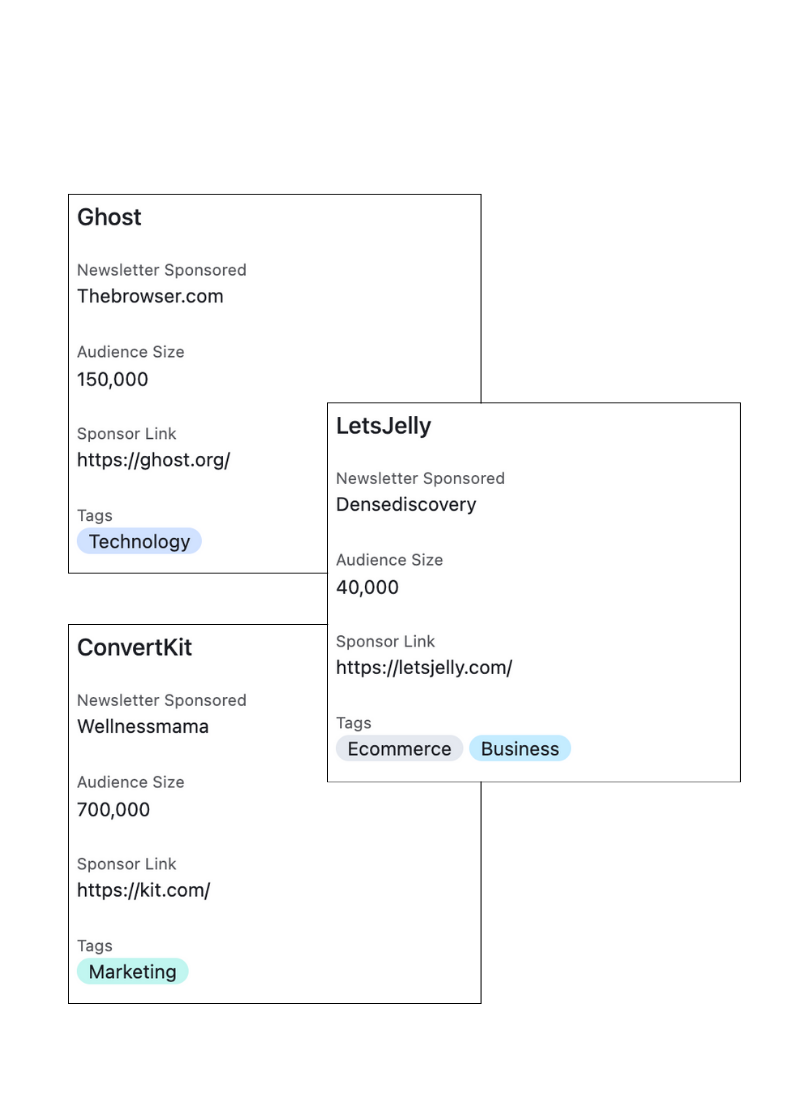 Ghost
Newsletter Sponsored
Thebrowser.com
Audience Size
150,000
Sponsor Link
https://ghost.org/
Tags
Technology
LetsJelly
Newsletter Sponsored
Densediscovery
Audience Size
40,000
Sponsor Link
https://letsjelly.com/
Tags
Ecommerce Business
ConvertKit
Newsletter Sponsored
Wellnessmama
Audience Size
700,000
Sponsor Link
https://kit.com/
Tags
Marketing